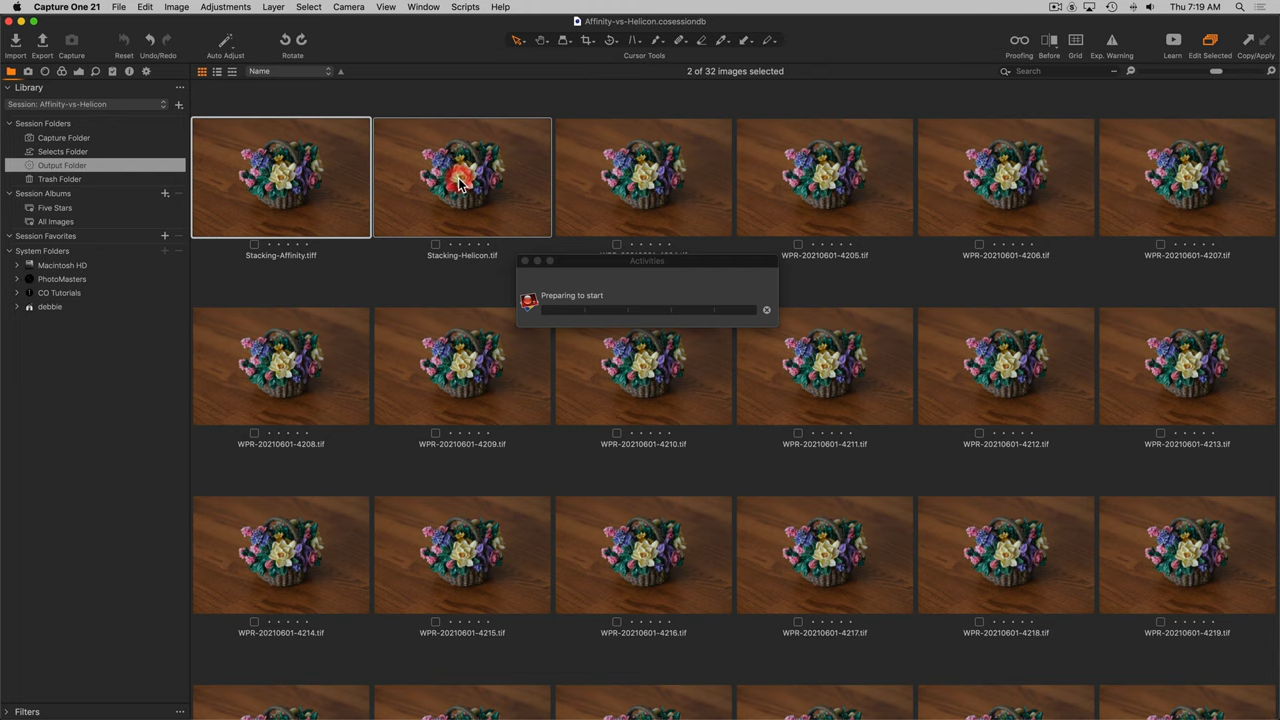 Capture One 21 File Edit Image Adjustments Layer Select Camera View Window Scripts Help Thu 7:19 AM
Affinity-vs-Helicon.cosessiondb
Import Export Capture Reset Undo/Redo Auto Adjust Rotate Cursor Tools Proofing Before Grid Exp. Warning Learn Edit Selected Copy/Apply
Name 2 of 32 images selected Search
Library
Session: Affinity-vs-Helicon
Session Folders
Capture Folder
Selects Folder
Output Folder
Trash Folder
Session Albums
Five Stars
All Images
Session Favorites
System Folders
Macintosh HD
PhotoMasters
CO Tutorials
debbie
Stacking-Affinity.tiff Stacking-Helicon.tif WPR-20210601-4205.tif WPR-20210601-4206.tif WPR-20210601-4207.tif
Activities
Preparing to start
WPR-20210601-4208.tif WPR-20210601-4209.tif WPR-20210601-4210.tif WPR-20210601-4211.tif WPR-20210601-4212.tif WPR-20210601-4213.tif
WPR-20210601-4214.tif WPR-20210601-4215.tif WPR-20210601-4216.tif WPR-20210601-4217.tif WPR-20210601-4218.tif WPR-20210601-4219.tif
Filters